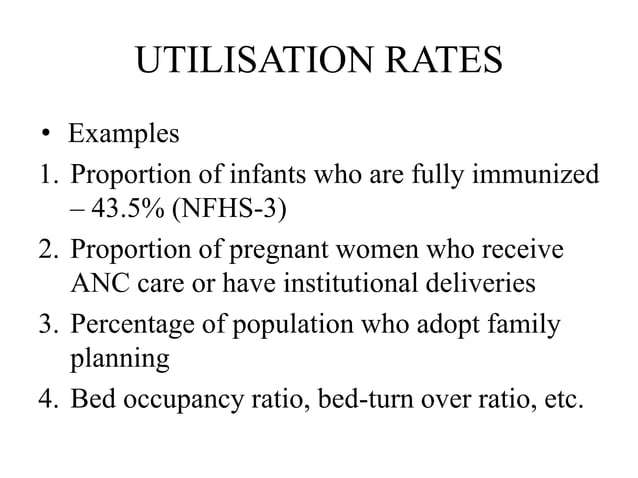 UTILISATION RATES
• Examples
1. Proportion of infants who are fully immunized
– 43.5% (NFHS-3)
2. Proportion of pregnant women who receive
ANC care or have institutional deliveries
3. Percentage of population who adopt family
planning
4. Bed occupancy ratio, bed-turn over ratio, etc.